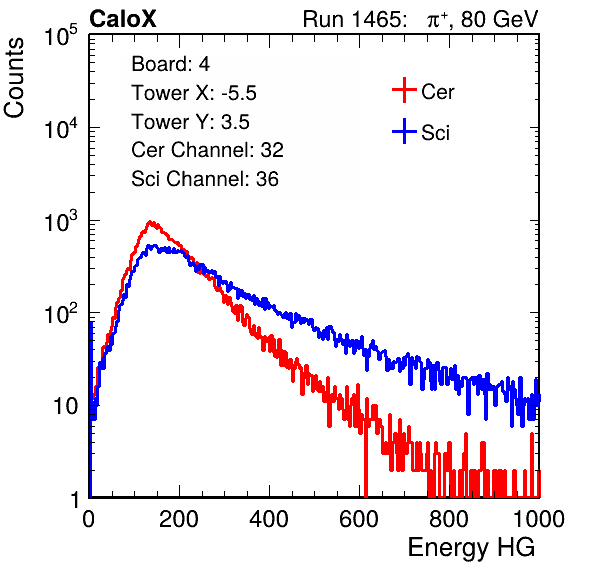 CaloX Run 1465: π⁺, 80 GeV
Counts
Board: 4
Tower X: -5.5
Tower Y: 3.5
Cer Channel: 32
Sci Channel: 36
Cer
Sci
10⁵
10⁴
10³
10²
10
1
0 200 400 600 800 1000
Energy HG